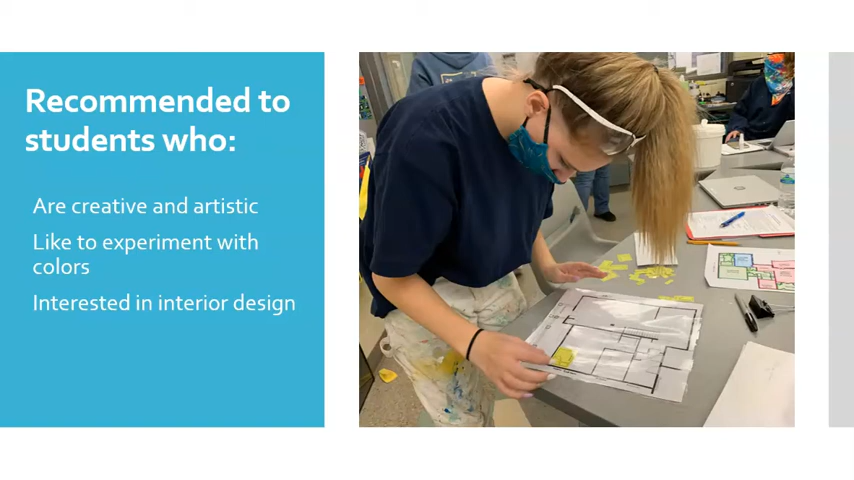 Recommended to
students who:
Are creative and artistic
Like to experiment with
colors
Interested in interior design